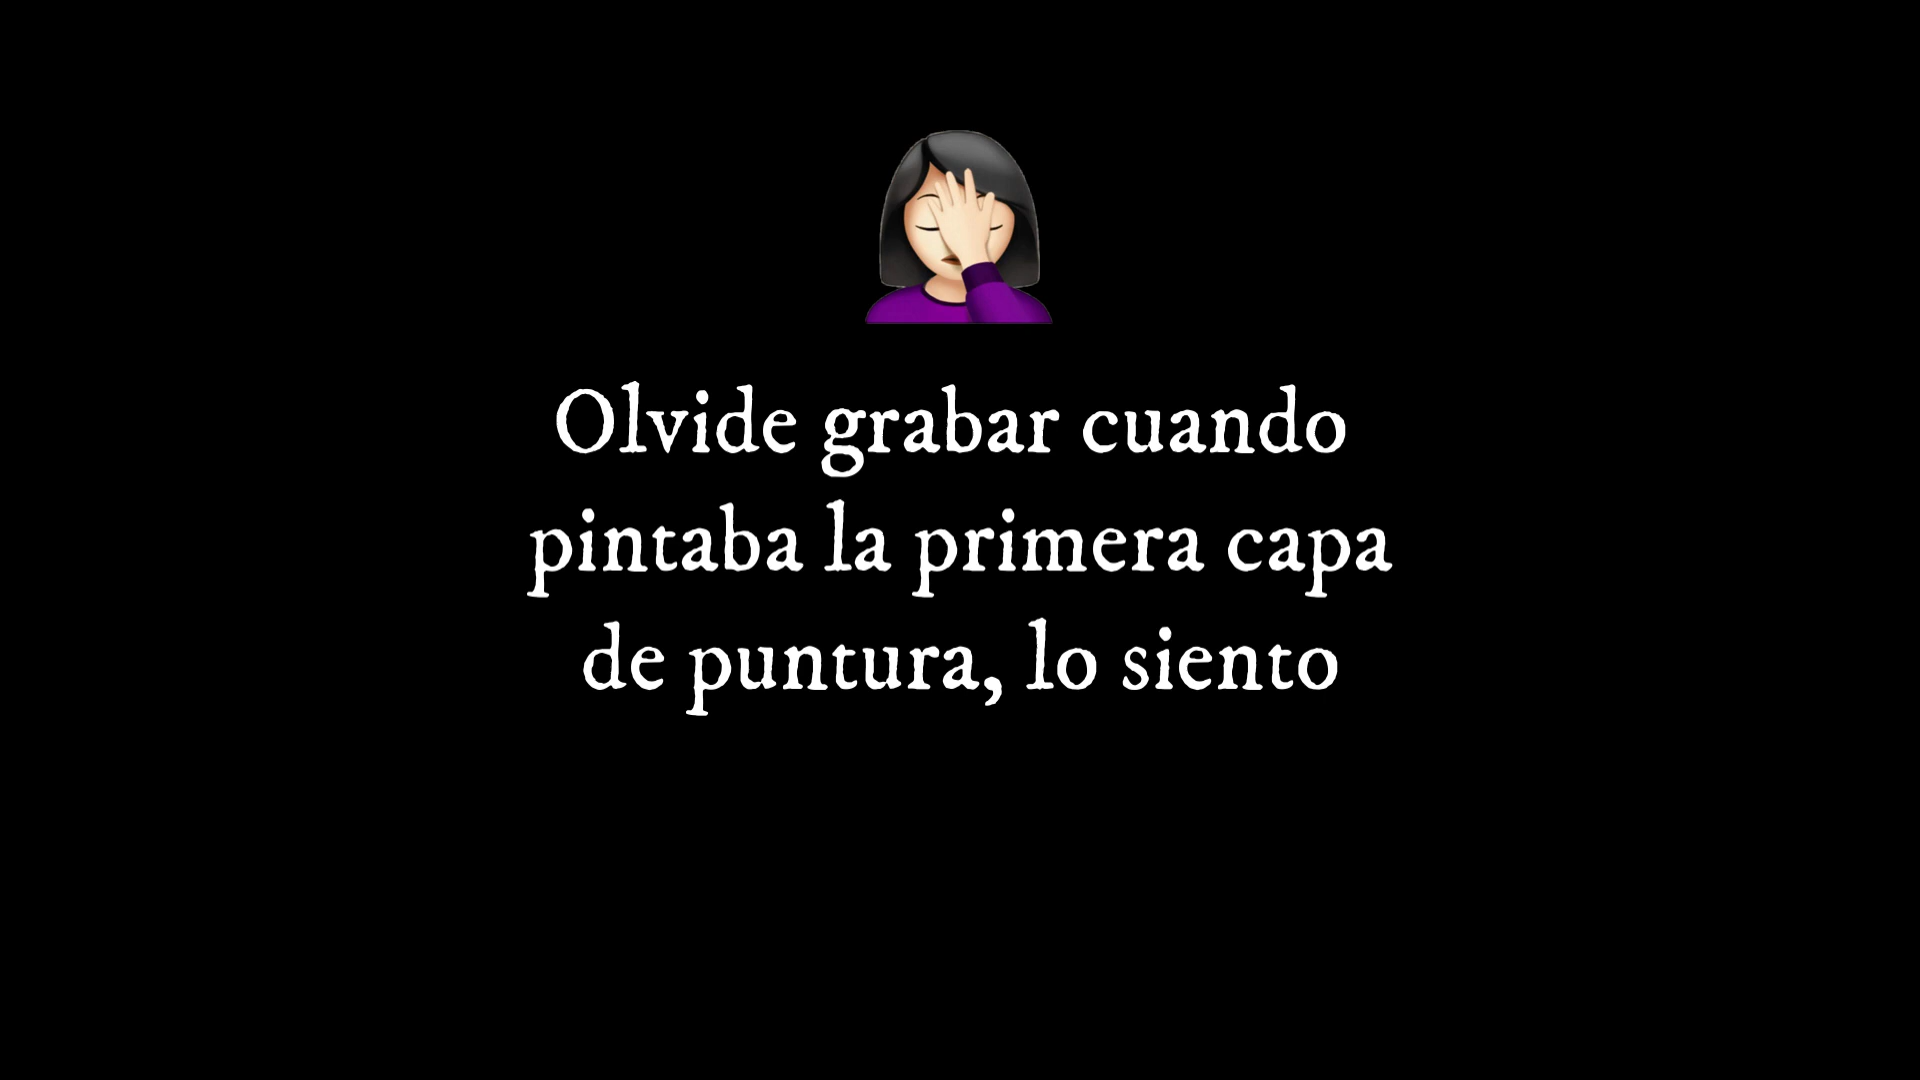 Olvide grabar cuando
pintaba la primera capa
de puntura, lo siento